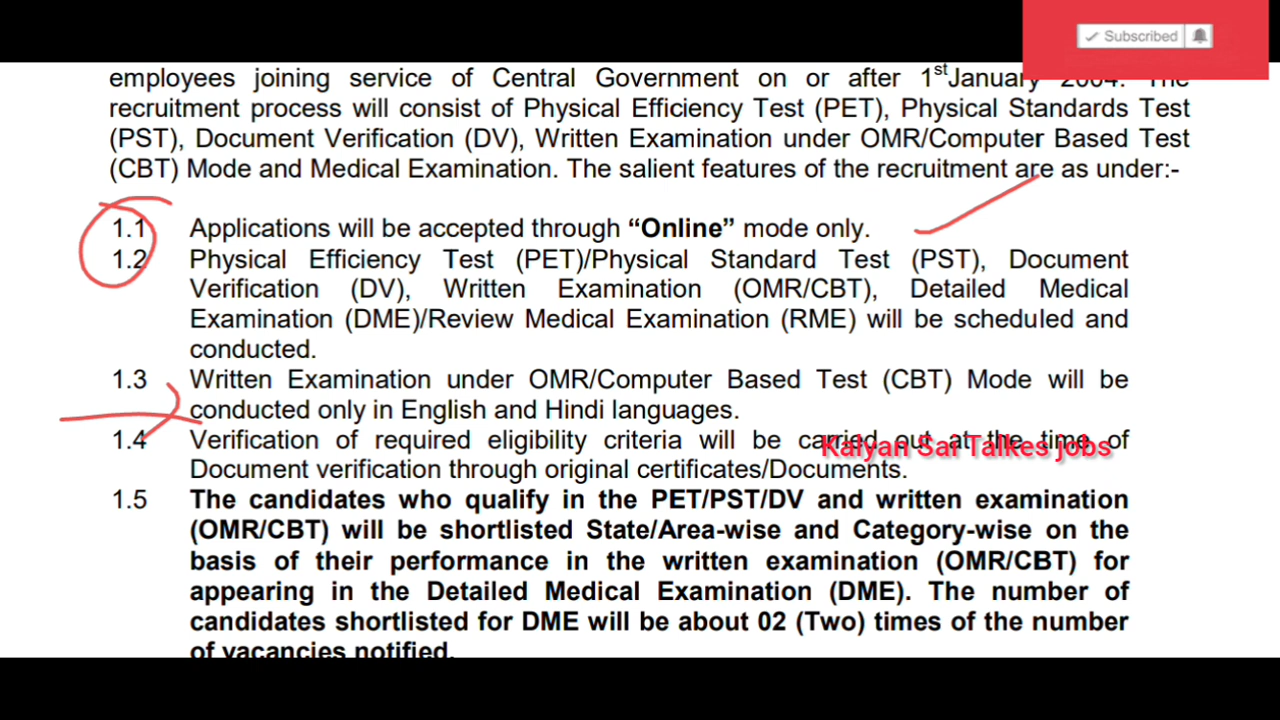 Subscribed
employees joining service of Central Government on or after 1stJanuary 2004. The
recruitment process will consist of Physical Efficiency Test (PET), Physical Standards Test
(PST), Document Verification (DV), Written Examination under OMR/Computer Based Test
(CBT) Mode and Medical Examination. The salient features of the recruitment are as under:-
1.1 Applications will be accepted through “Online” mode only.
1.2 Physical Efficiency Test (PET)/Physical Standard Test (PST), Document
Verification (DV), Written Examination (OMR/CBT), Detailed Medical
Examination (DME)/Review Medical Examination (RME) will be scheduled and
conducted.
1.3 Written Examination under OMR/Computer Based Test (CBT) Mode will be
conducted only in English and Hindi languages.
1.4 Verification of required eligibility criteria will be carried out at the time of
Kalyan Sai Talkes jobs
Document verification through original certificates/Documents.
1.5 The candidates who qualify in the PET/PST/DV and written examination
(OMR/CBT) will be shortlisted State/Area-wise and Category-wise on the
basis of their performance in the written examination (OMR/CBT) for
appearing in the Detailed Medical Examination (DME). The number of
candidates shortlisted for DME will be about 02 (Two) times of the number
of vacancies notified.